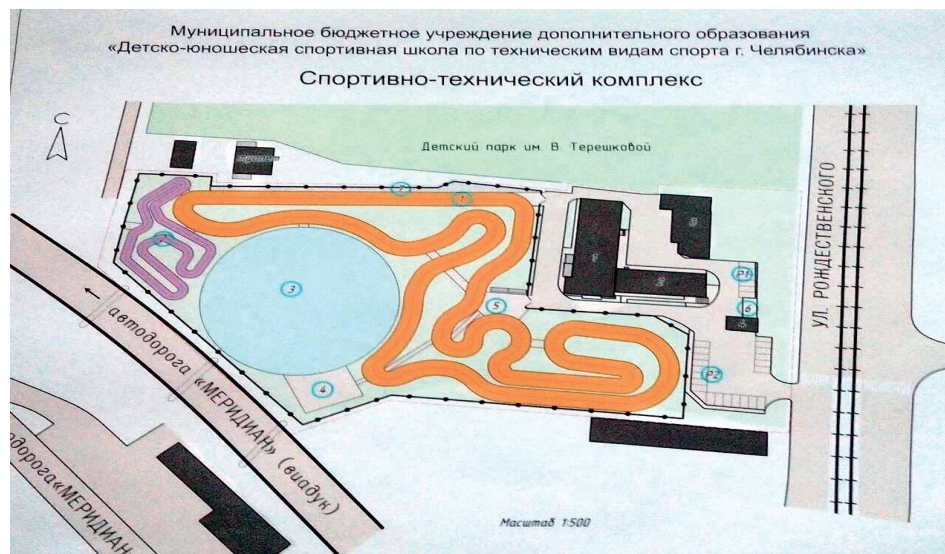 Муниципальное бюджетное учреждение дополнительного образования
«Детско-юношеская спортивная школа по техническим видам спорта г. Челябинска»
Спортивно-технический комплекс
С
Детский парк им. В. Терешковой
УЛ. РОЖДЕСТВЕНСКОГО
1
3
5
4
6
Р1
Р2
автодорога «МЕРИДИАН» (виадук)
«МЕРИДИАН
Масштаб 1:500